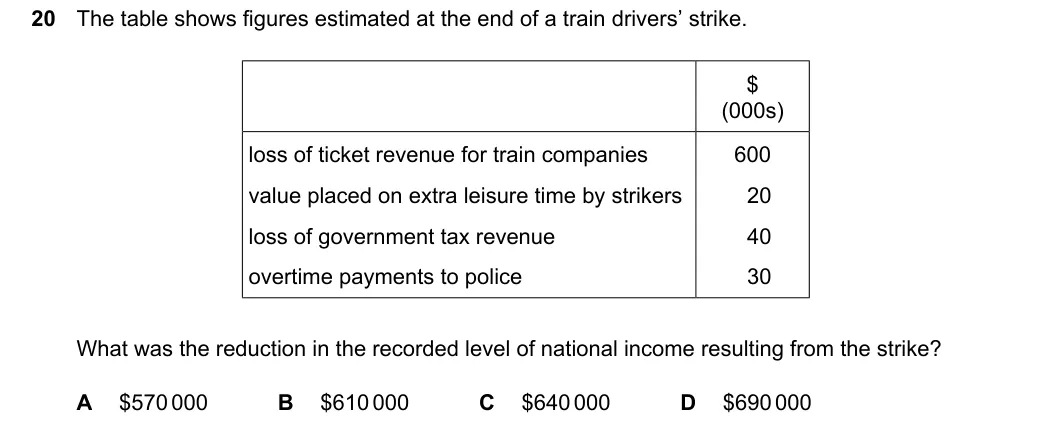 20 The table shows figures estimated at the end of a train drivers’ strike.
$
(000s)
loss of ticket revenue for train companies 600
value placed on extra leisure time by strikers 20
loss of government tax revenue 40
overtime payments to police 30
What was the reduction in the recorded level of national income resulting from the strike?
A $570 000 B $610 000 C $640 000 D $690 000